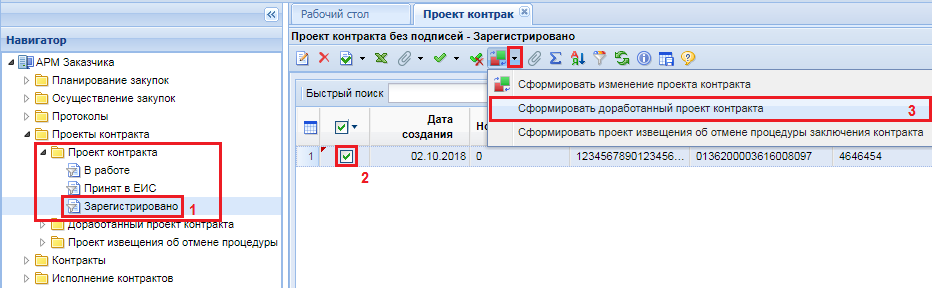 Рабочий стол
Проект контрак
Навигатор
Проект контракта без подписей - Зарегистрировано
АРМ Заказчика
Планирование закупок
Осуществление закупок
Протоколы
Проекты контракта
Проект контракта
В работе
Принят в ЕИС
Зарегистрировано
1
Доработанный проект контракта
Проект извещения об отмене процедуры
Контракты
Исполнение контрактов
Быстрый поиск
Сформировать изменение проекта контракта
Сформировать доработанный проект контракта
3
Сформировать проект извещения об отмене процедуры заключения контракта
Дата
создания
1
02.10.2018
0
1234567890123456...
0136200003616008097
4646454
2